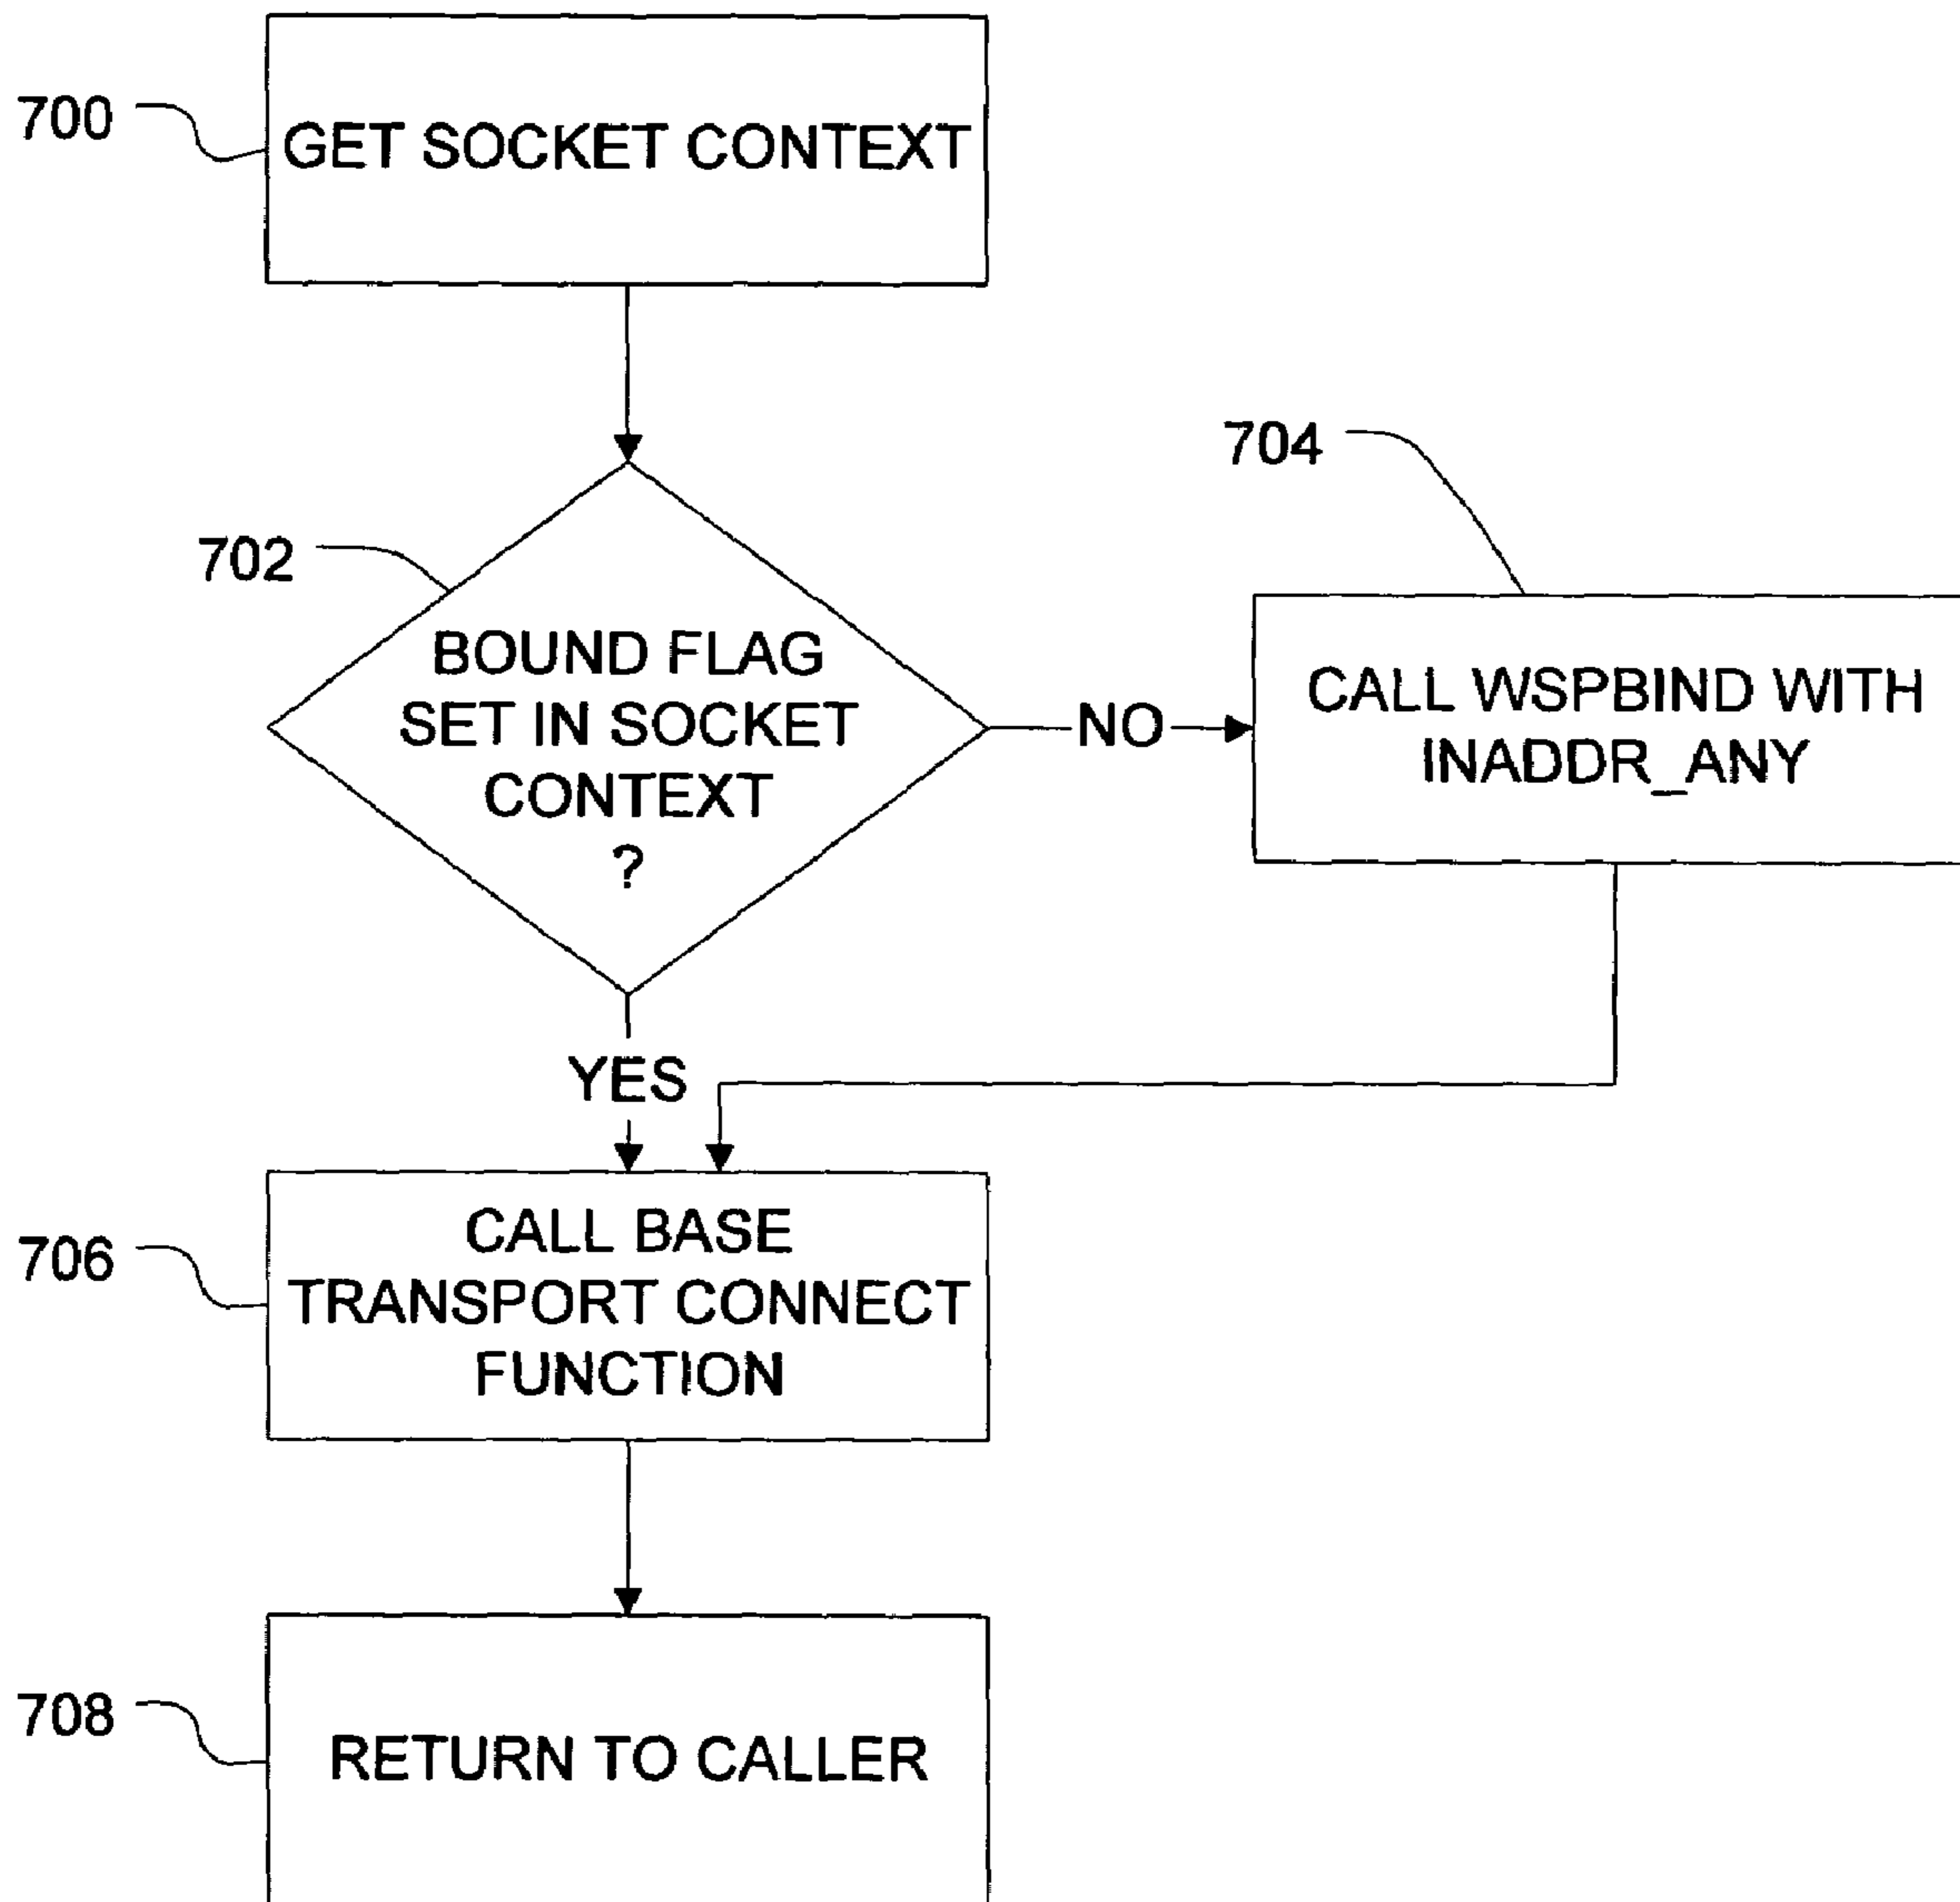 700
GET SOCKET CONTEXT
702
BOUND FLAG
SET IN SOCKET
CONTEXT
?
NO
704
CALL WSPBIND WITH
INADDR_ANY
YES
706
CALL BASE
TRANSPORT CONNECT
FUNCTION
708
RETURN TO CALLER